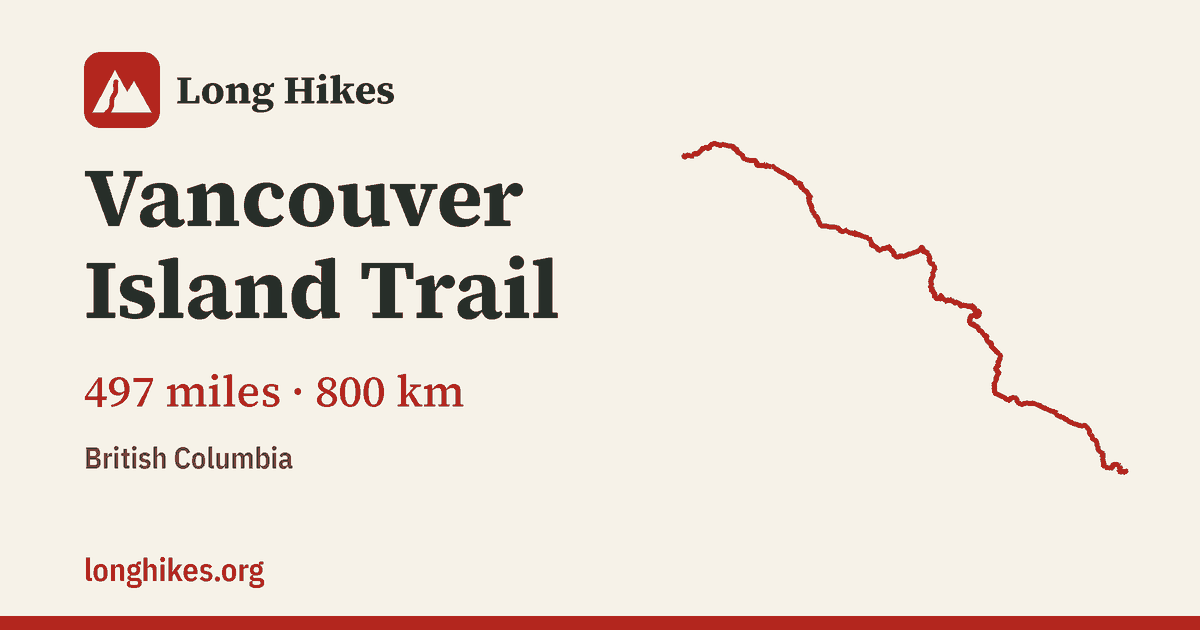 Long Hikes
Vancouver
Island Trail
497 miles · 800 km
British Columbia
longhikes.org